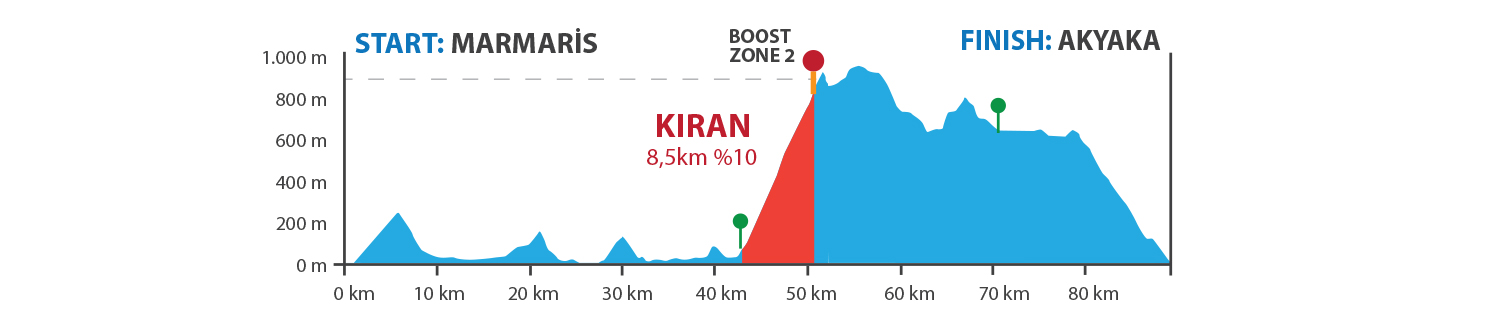 START: MARMARİS
BOOST
ZONE 2
FINISH: AKYAKA
1.000 m
800 m
600 m
400 m
200 m
0 m
KIRAN
8,5km %10
0 km
10 km
20 km
30 km
40 km
50 km
60 km
70 km
80 km